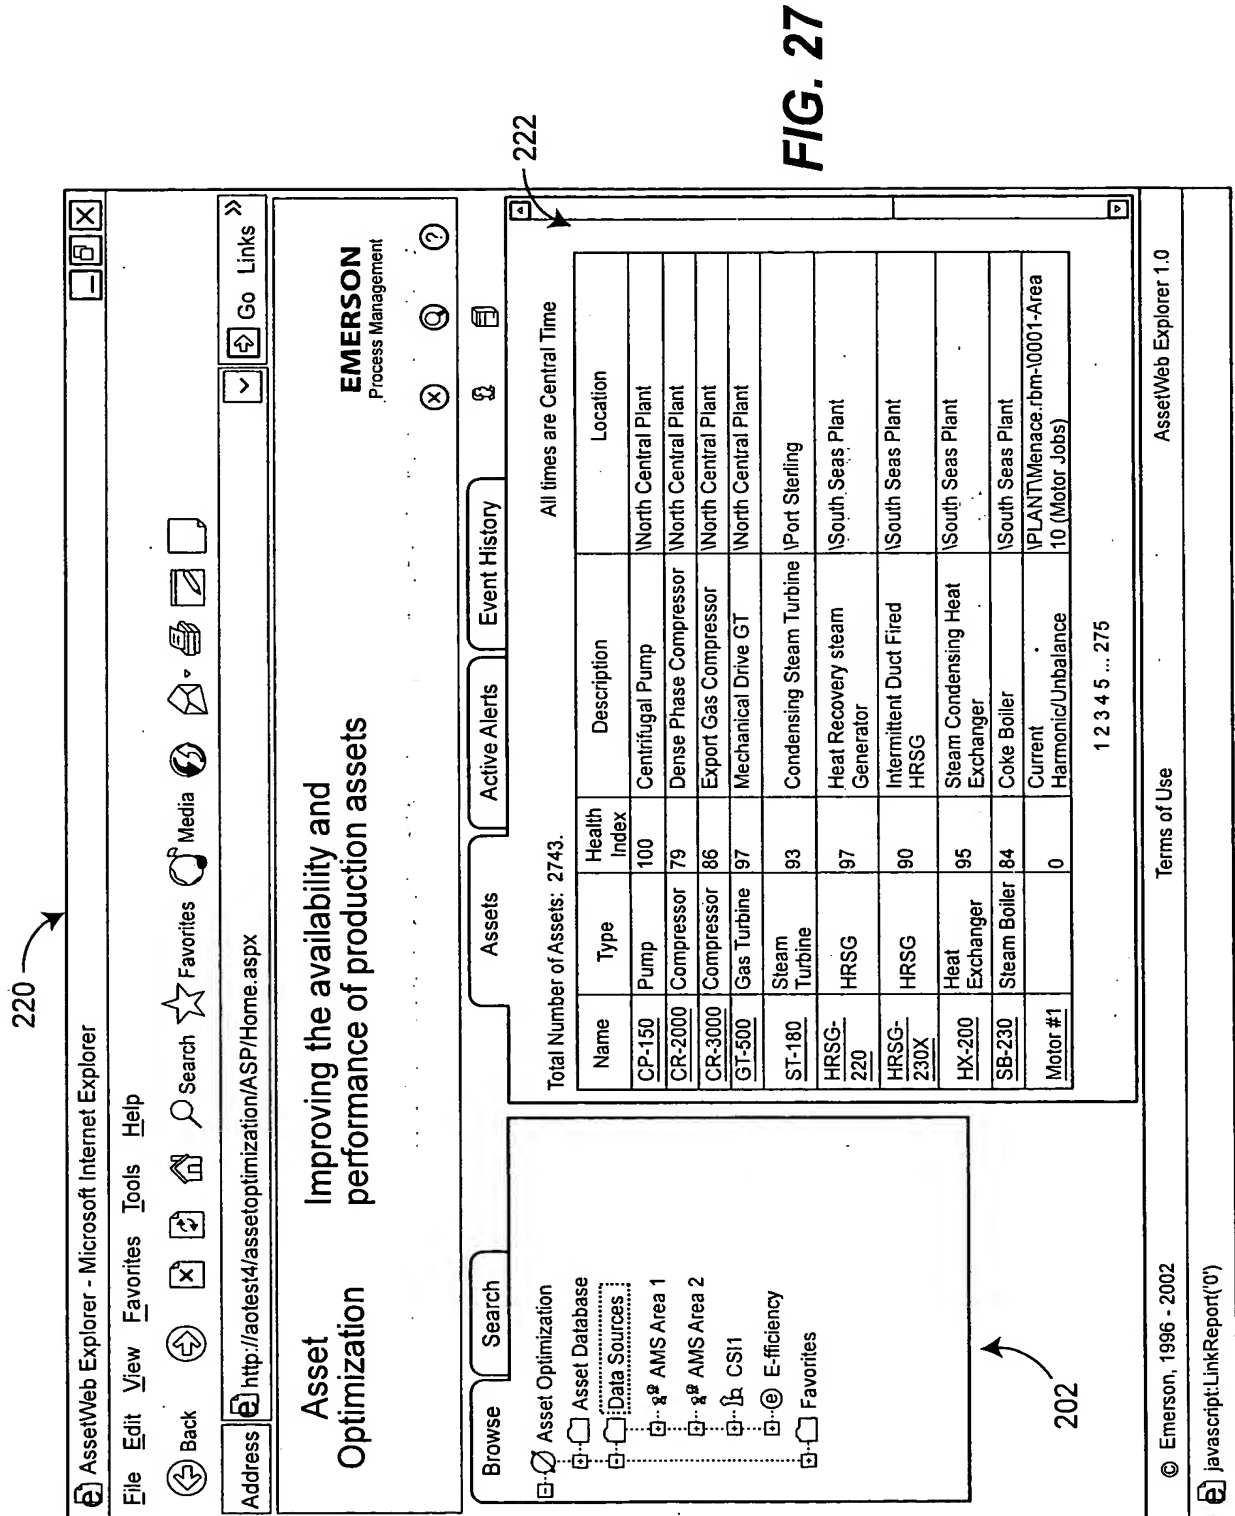 220
AssetWeb Explorer - Microsoft Internet Explorer
File Edit View Favorites Tools Help
Back Search Favorites Media
Address http://aotest4/assetoptimization/ASP/Home.aspx Go Links »
Asset Optimization
Improving the availability and
performance of production assets
EMERSON
Process Management
Browse Search
Asset Optimization
Asset Database
Data Sources
AMS Area 1
AMS Area 2
CSI1
E-fficiency
Favorites
202
Assets Active Alerts Event History
222
Total Number of Assets: 2743. All times are Central Time
Name Type Health Index Description Location
CP-150 Pump 100 Centrifugal Pump \North Central Plant
CR-2000 Compressor 79 Dense Phase Compressor \North Central Plant
CR-3000 Compressor 86 Export Gas Compressor \North Central Plant
GT-500 Gas Turbine 97 Mechanical Drive GT \North Central Plant
ST-180 Steam Turbine 93 Condensing Steam Turbine \Port Sterling
HRSG-220 HRSG 97 Heat Recovery steam Generator \South Seas Plant
HRSG-230X HRSG 90 Intermittent Duct Fired HRSG \South Seas Plant
HX-200 Heat Exchanger 95 Steam Condensing Heat Exchanger \South Seas Plant
SB-230 Steam Boiler 84 Coke Boiler \South Seas Plant
Motor #1 0 Current Harmonic/Unbalance \PLANT\Menace.rbm-\0001-Area 10 (Motor Jobs)
1 2 3 4 5 ... 275
© Emerson, 1996 - 2002 Terms of Use AssetWeb Explorer 1.0
javascript:LinkReport('0')
FIG. 27